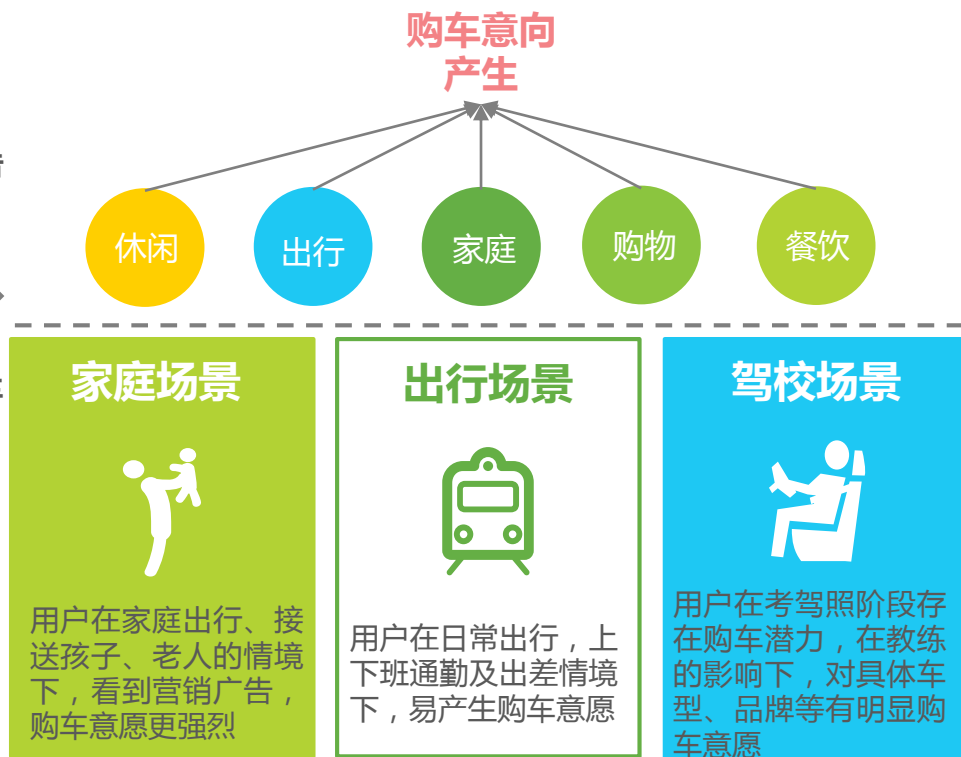 购车意向
产生
休闲
出行
家庭
购物
餐饮
家庭场景
出行场景
驾校场景
用户在家庭出行、接
送孩子、老人的情境
下，看到营销广告，
购车意愿更强烈
用户在日常出行，上
下班通勤及出差情境
下，易产生购车意愿
用户在考驾照阶段存
在购车潜力，在教练
的影响下，对具体车
型、品牌等有明显购
车意愿